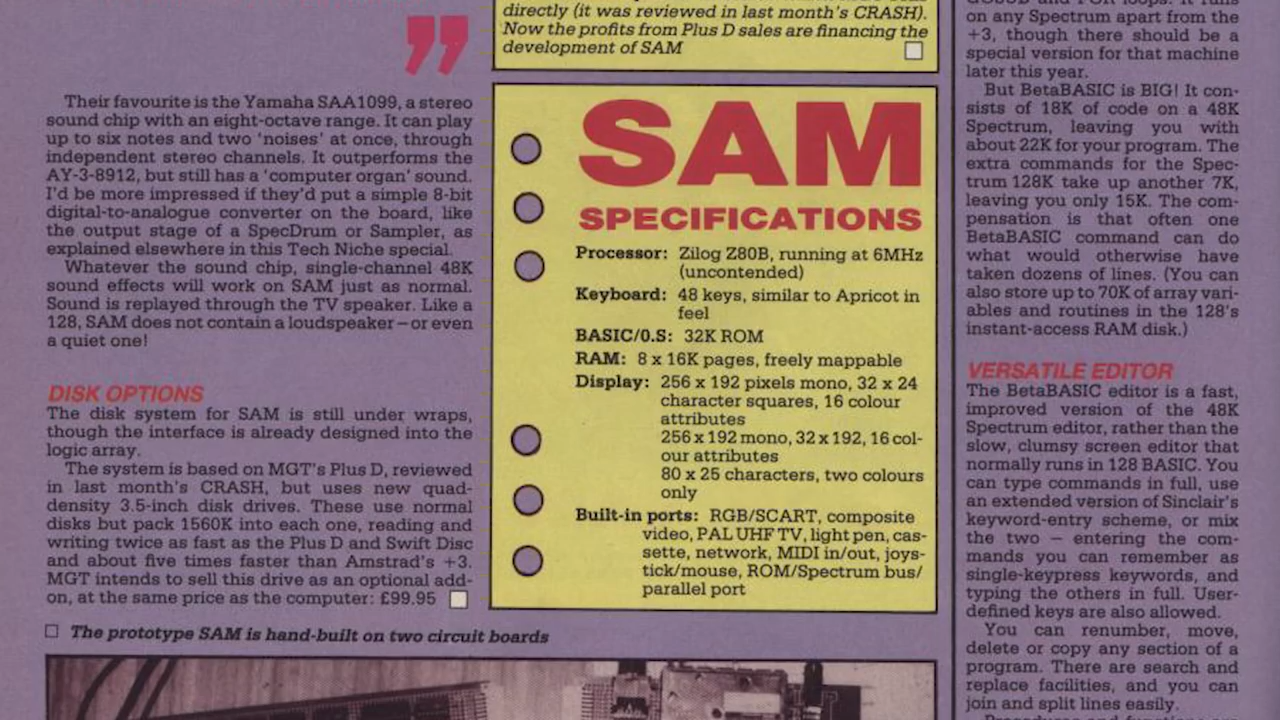 ”
Their favourite is the Yamaha SAA1099, a stereo
sound chip with an eight-octave range. It can play
up to six notes and two ‘noises’ at once, through
independent stereo channels. It outperforms the
AY-3-8912, but still has a ‘computer organ’ sound.
I’d be more impressed if they’d put a simple 8-bit
digital-to-analogue converter on the board, like
the output stage of a SpecDrum or Sampler, as
explained elsewhere in this Tech Niche special.
Whatever the sound chip, single-channel 48K
sound effects will work on SAM just as normal.
Sound is replayed through the TV speaker. Like a
128, SAM does not contain a loudspeaker – or even
a quiet one!
DISK OPTIONS
The disk system for SAM is still under wraps,
though the interface is already designed into the
logic array.
The system is based on MGT’s Plus D, reviewed
in last month’s CRASH, but uses new quad-
density 3.5-inch disk drives. These use normal
disks but pack 1560K into each one, reading and
writing twice as fast as the Plus D and Swift Disc
and about five times faster than Amstrad’s +3.
MGT intends to sell this drive as an optional add-
on, at the same price as the computer: £99.95
The prototype SAM is hand-built on two circuit boards
directly (it was reviewed in last month’s CRASH).
Now the profits from Plus D sales are financing the
development of SAM
SAM
SPECIFICATIONS
Processor: Zilog Z80B, running at 6MHz
(uncontended)
Keyboard: 48 keys, similar to Apricot in
feel
BASIC/0.S: 32K ROM
RAM: 8 x 16K pages, freely mappable
Display: 256 x 192 pixels mono, 32 x 24
character squares, 16 colour
attributes
256 x 192 mono, 32 x 192, 16 col-
our attributes
80 x 25 characters, two colours
only
Built-in ports: RGB/SCART, composite
video, PAL UHF TV, light pen, cas-
sette, network, MIDI in/out, joys-
tick/mouse, ROM/Spectrum bus/
parallel port
on any Spectrum apart from the
+3, though there should be a
special version for that machine
later this year.
But BetaBASIC is BIG! It con-
sists of 18K of code on a 48K
Spectrum, leaving you with
about 22K for your program. The
extra commands for the Spec-
trum 128K take up another 7K,
leaving you only 15K. The com-
pensation is that often one
BetaBASIC command can do
what would otherwise have
taken dozens of lines. (You can
also store up to 70K of array vari-
ables and routines in the 128’s
instant-access RAM disk.)
VERSATILE EDITOR
The BetaBASIC editor is a fast,
improved version of the 48K
Spectrum editor, rather than the
slow, clumsy screen editor that
normally runs in 128 BASIC. You
can type commands in full, use
an extended version of Sinclair’s
keyword-entry scheme, or mix
the two – entering the com-
mands you can remember as
single-keypress keywords, and
typing the others in full. User-
defined keys are also allowed.
You can renumber, move,
delete or copy any section of a
program. There are search and
replace facilities, and you can
join and split lines easily.